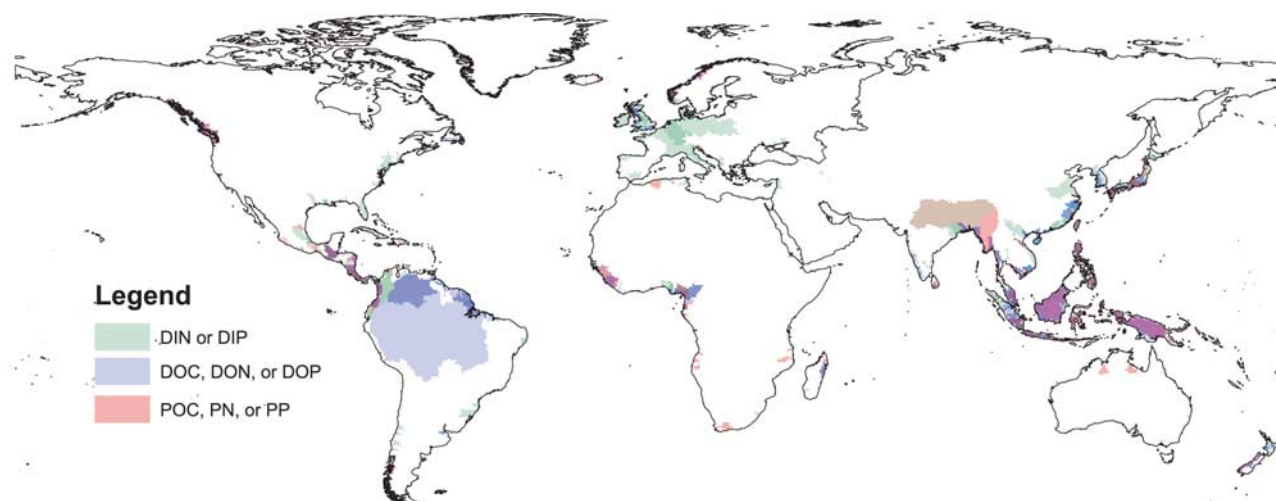 Legend
DIN or DIP
DOC, DON, or DOP
POC, PN, or PP